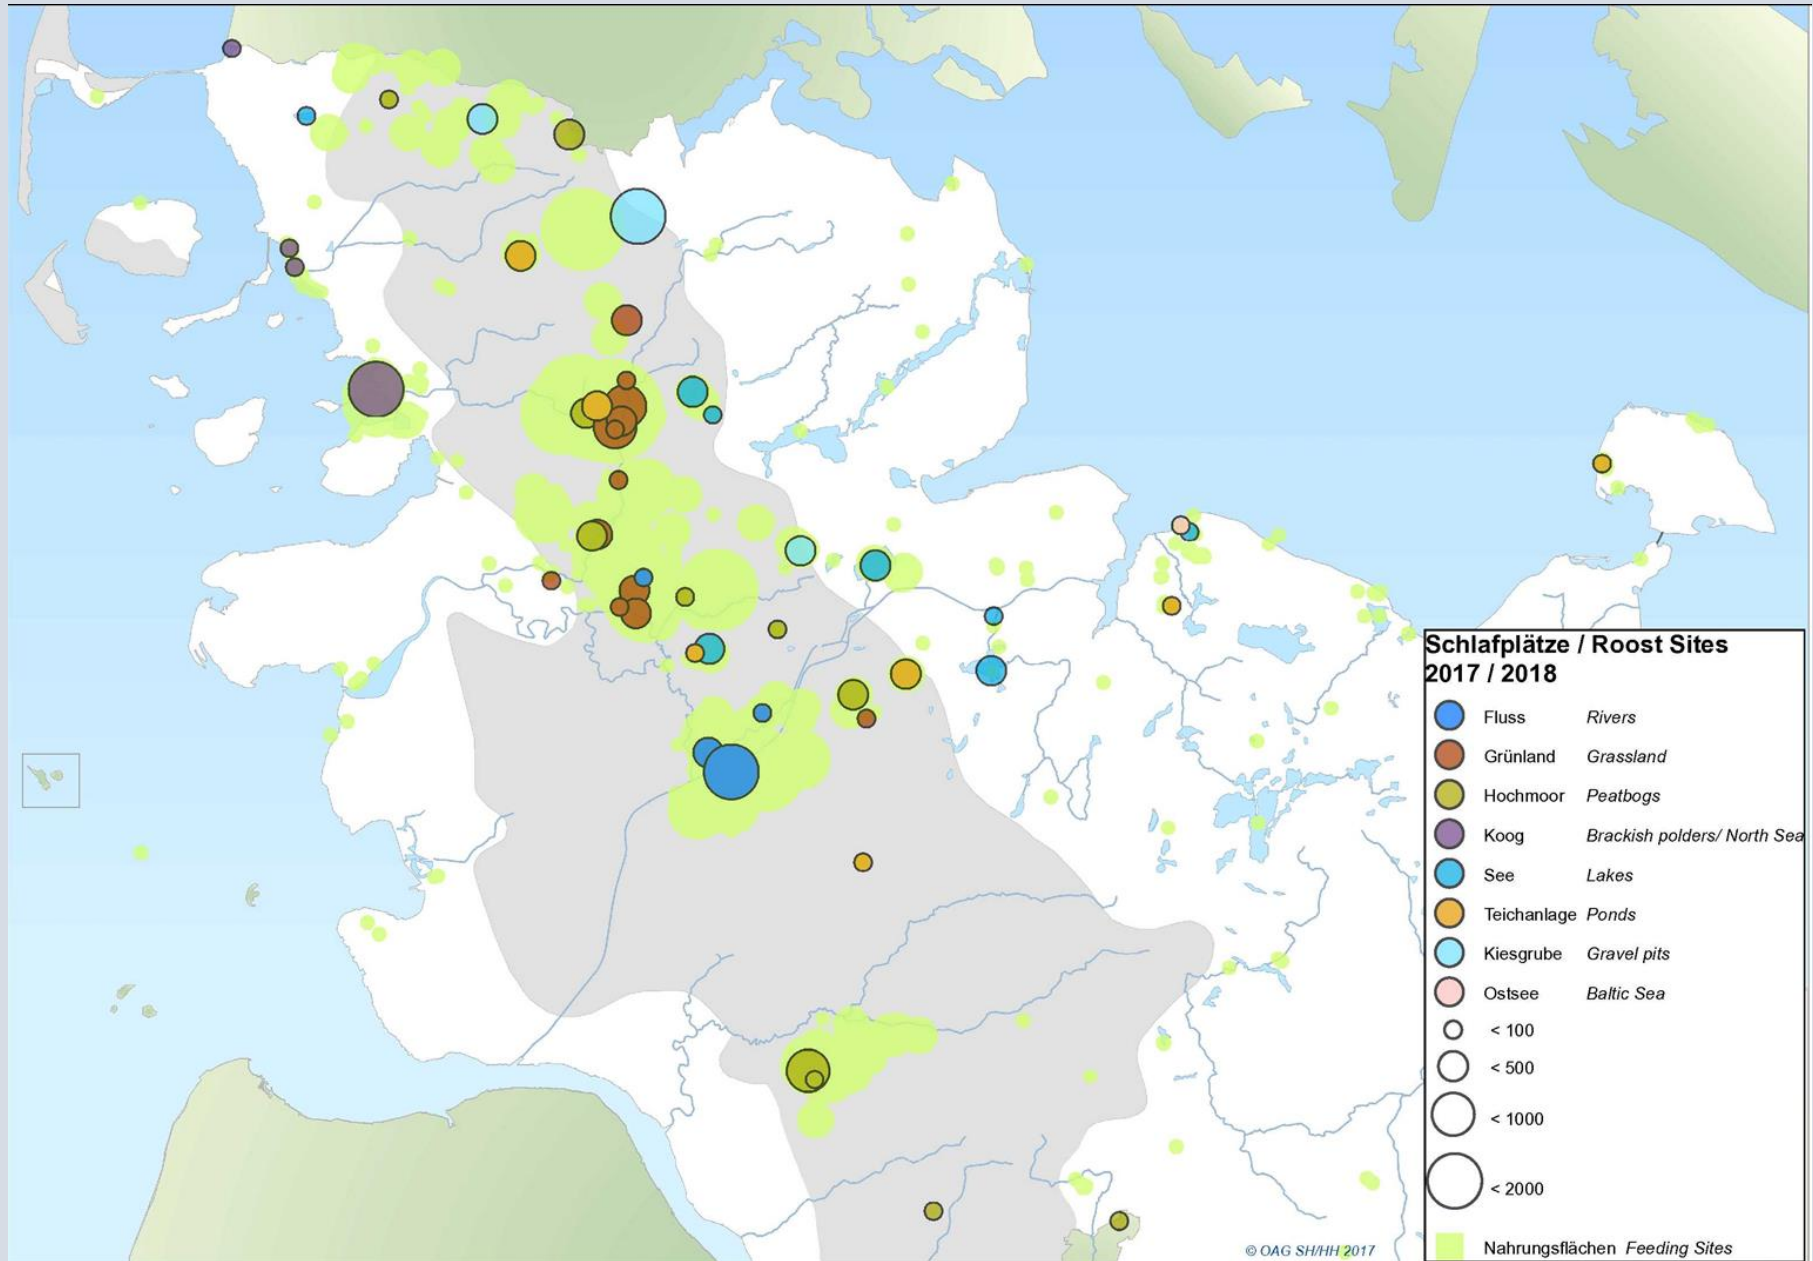 Schlafplätze / Roost Sites
2017 / 2018
Fluss Rivers
Grünland Grassland
Hochmoor Peatbogs
Koog Brackish polders/ North Sea
See Lakes
Teichanlage Ponds
Kiesgrube Gravel pits
Ostsee Baltic Sea
< 100
< 500
< 1000
< 2000
Nahrungsflächen Feeding Sites
© OAG SH/HH 2017